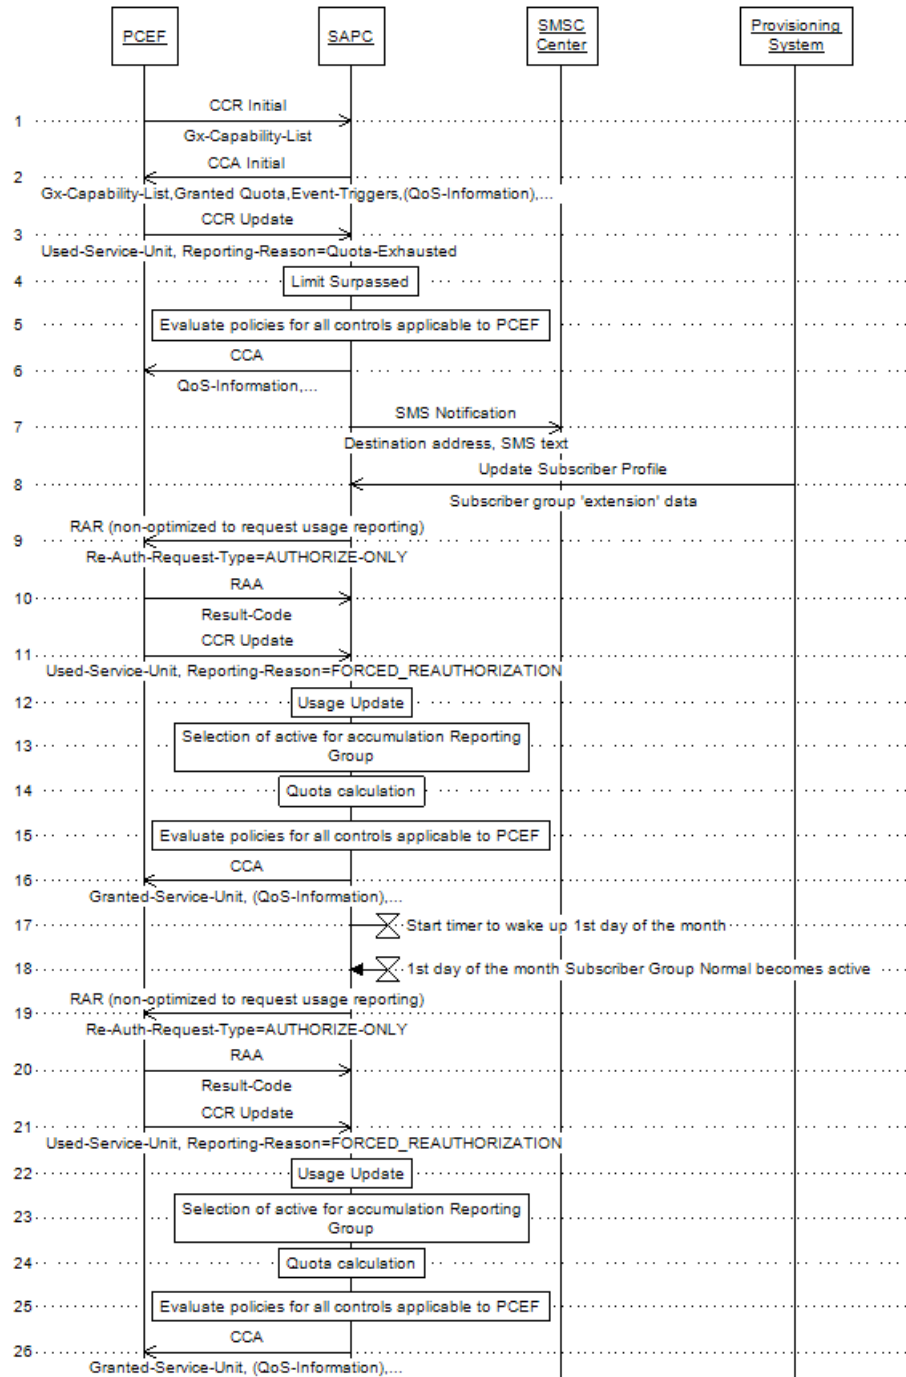 PCEF
SAPC
SMSC
Center
Provisioning
System
CCR Initial
1
Gx-Capability-List
CCA Initial
2
Gx-Capability-List,Granted Quota,Event-Triggers,(QoS-Information),...
CCR Update
3
Used-Service-Unit, Reporting-Reason=Quota-Exhausted
4
Limit Surpassed
5
Evaluate policies for all controls applicable to PCEF
CCA
6
QoS-Information,...
SMS Notification
7
Destination address, SMS text
Update Subscriber Profile
8
Subscriber group 'extension' data
RAR (non-optimized to request usage reporting)
9
Re-Auth-Request-Type=AUTHORIZE-ONLY
RAA
10
Result-Code
CCR Update
11
Used-Service-Unit, Reporting-Reason=FORCED_REAUTHORIZATION
12
Usage Update
13
Selection of active for accumulation Reporting
Group
14
Quota calculation
15
Evaluate policies for all controls applicable to PCEF
CCA
16
Granted-Service-Unit, (QoS-Information),...
17
Start timer to wake up 1st day of the month
18
1st day of the month Subscriber Group Normal becomes active
RAR (non-optimized to request usage reporting)
19
Re-Auth-Request-Type=AUTHORIZE-ONLY
RAA
20
Result-Code
CCR Update
21
Used-Service-Unit, Reporting-Reason=FORCED_REAUTHORIZATION
22
Usage Update
23
Selection of active for accumulation Reporting
Group
24
Quota calculation
25
Evaluate policies for all controls applicable to PCEF
CCA
26
Granted-Service-Unit, (QoS-Information),...